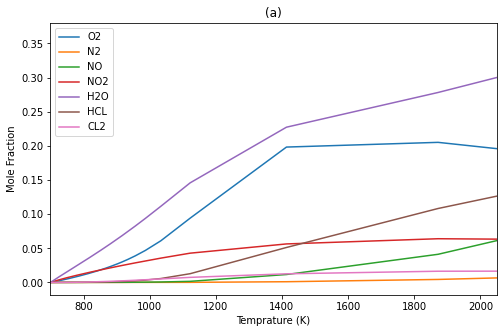 (a)
0.35
0.30
0.25
0.20
0.15
0.10
0.05
0.00
Mole Fraction
O2
N2
NO
NO2
H2O
HCL
CL2
800 1000 1200 1400 1600 1800 2000
Temprature (K)